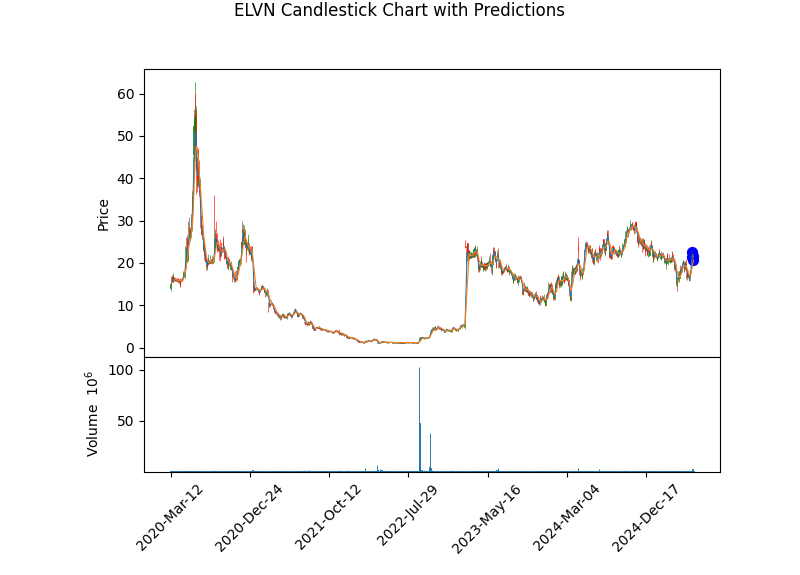 ELVN Candlestick Chart with Predictions
60
50
40
30
20
10
0
Price
100
50
Volume 10^6
2020-Mar-12
2020-Dec-24
2021-Oct-12
2022-Jul-29
2023-May-16
2024-Mar-04
2024-Dec-17